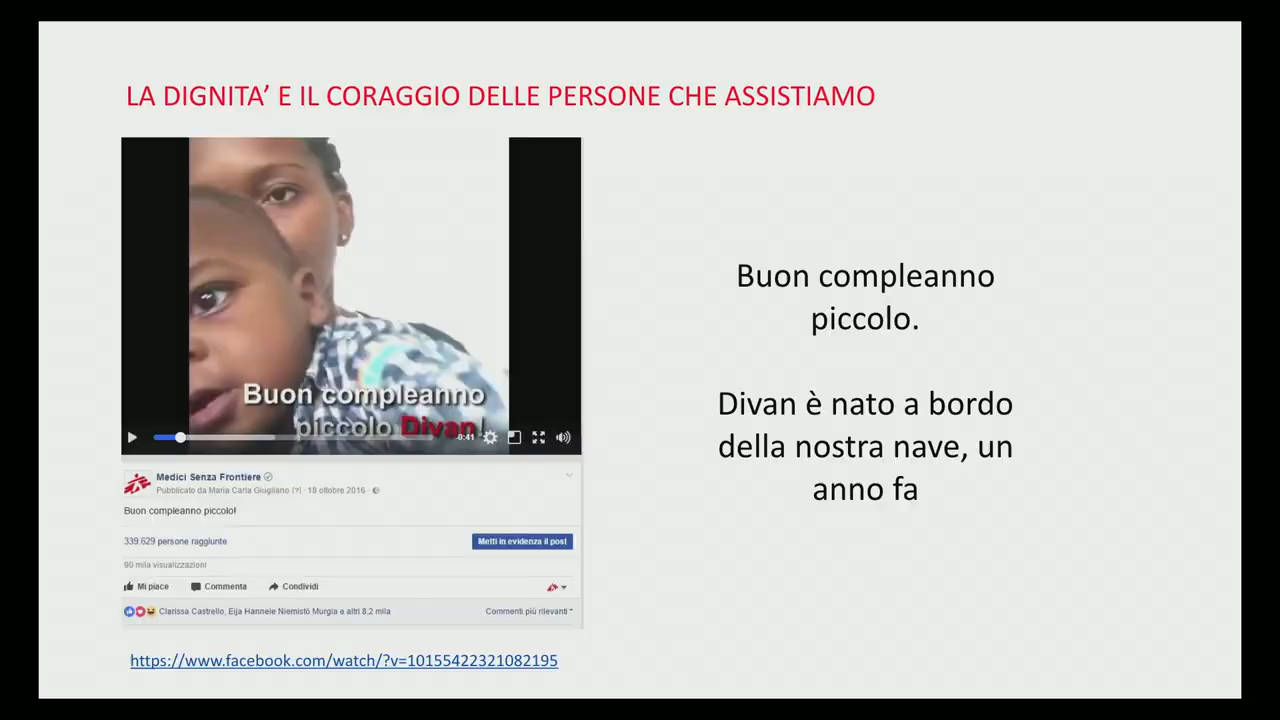 LA DIGNITA’ E IL CORAGGIO DELLE PERSONE CHE ASSISTIAMO
Buon compleanno
piccolo Divan!
-0:41
Medici Senza Frontiere
Pubblicato da Maria Carla Giugliano [?] · 18 ottobre 2016 ·
Buon compleanno piccolo!
339.629 persone raggiunte
Metti in evidenza il post
90 mila visualizzazioni
Mi piace Commenta Condividi
Clarissa Castrello, Eija Hannele Niemistö Murgia e altri 8.2 mila
Commenti più rilevanti
https://www.facebook.com/watch/?v=10155422321082195
Buon compleanno
piccolo.
Divan è nato a bordo
della nostra nave, un
anno fa